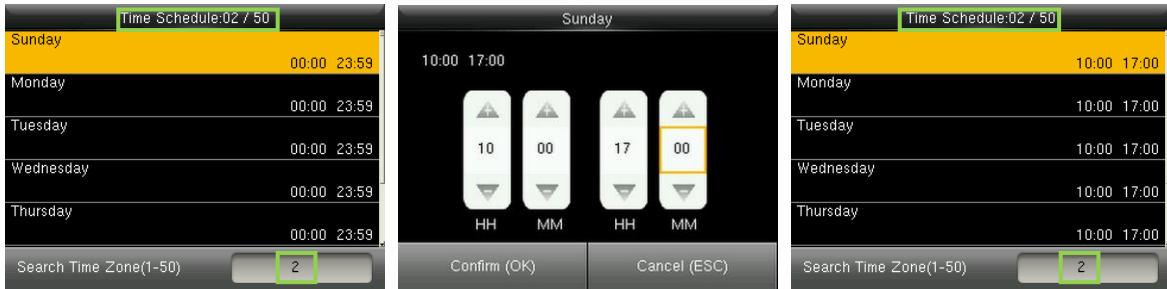 Time Schedule:02 / 50
Sunday
00:00 23:59
Monday
00:00 23:59
Tuesday
00:00 23:59
Wednesday
00:00 23:59
Thursday
00:00 23:59
Search Time Zone(1-50) 2
Sunday
10:00 17:00
10 00 17 00
HH MM HH MM
Confirm (OK) Cancel (ESC)
Time Schedule:02 / 50
Sunday
10:00 17:00
Monday
10:00 17:00
Tuesday
10:00 17:00
Wednesday
10:00 17:00
Thursday
10:00 17:00
Search Time Zone(1-50) 2